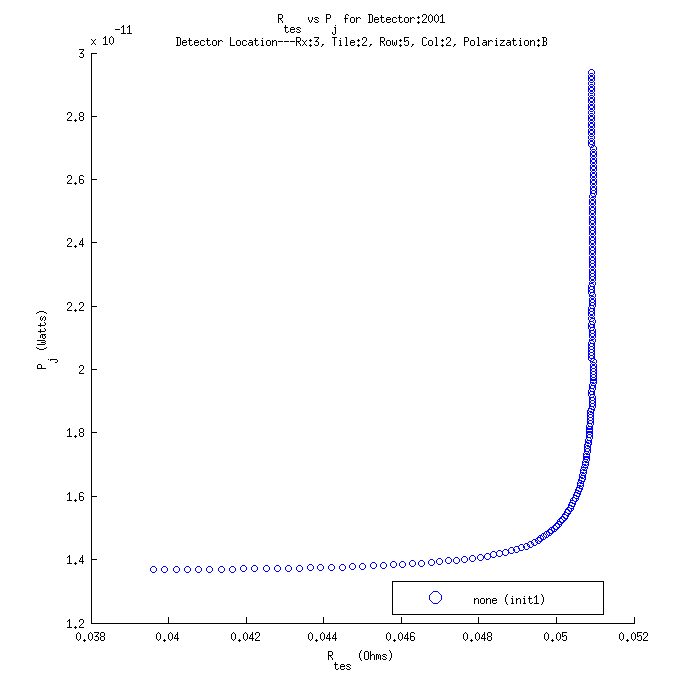 R_tes vs P_j for Detector:2001
Detector Location---Rx:3, Tile:2, Row:5, Col:2, Polarization:B
x 10^-11
3
2.8
2.6
2.4
2.2
2
1.8
1.6
1.4
1.2
P_j (Watts)
none (init1)
0.038 0.04 0.042 0.044 0.046 0.048 0.05 0.052
R_tes (Ohms)